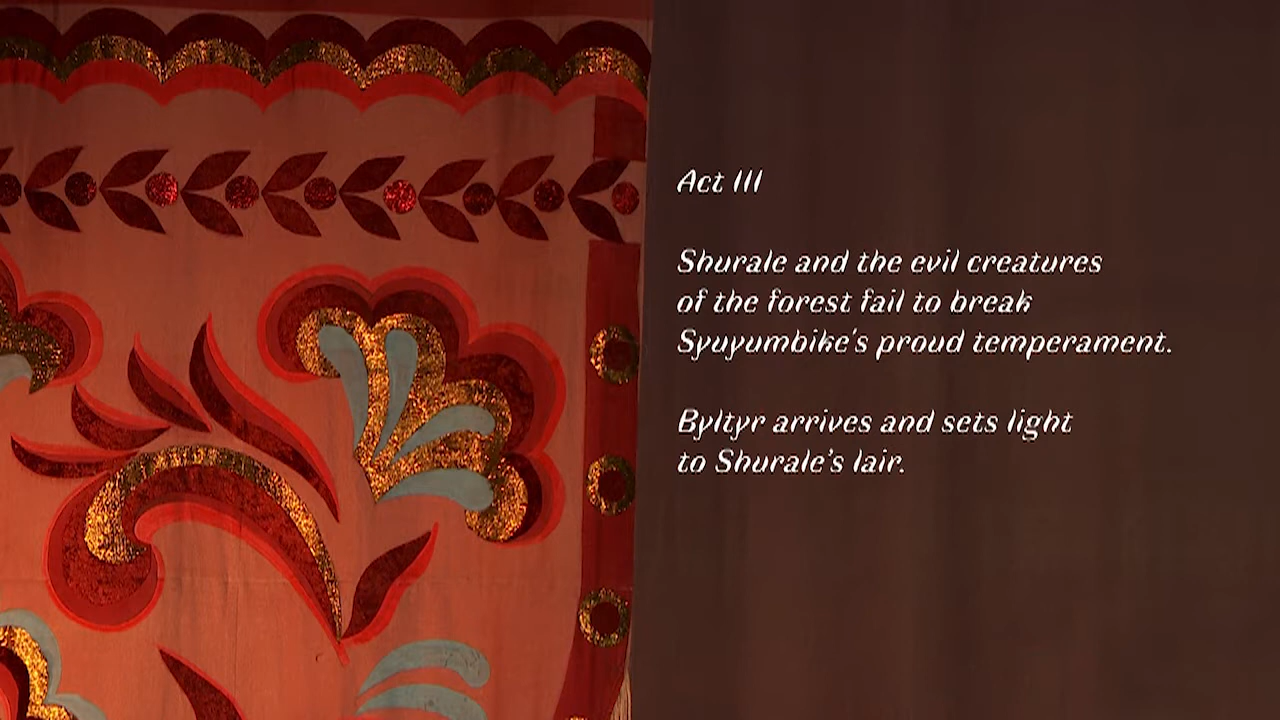 Act III
Shurale and the evil creatures
of the forest fail to break
Syuyumbike's proud temperament.
Byltyr arrives and sets light
to Shurale’s lair.